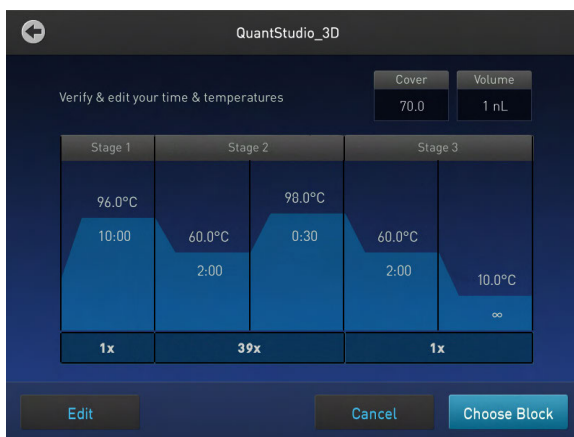 QuantStudio_3D
Verify & edit your time & temperatures
Cover
70.0
Volume
1 nL
Stage 1
Stage 2
Stage 3
96.0°C
10:00
60.0°C
2:00
98.0°C
0:30
60.0°C
2:00
10.0°C
∞
1x
39x
1x
Edit
Cancel
Choose Block